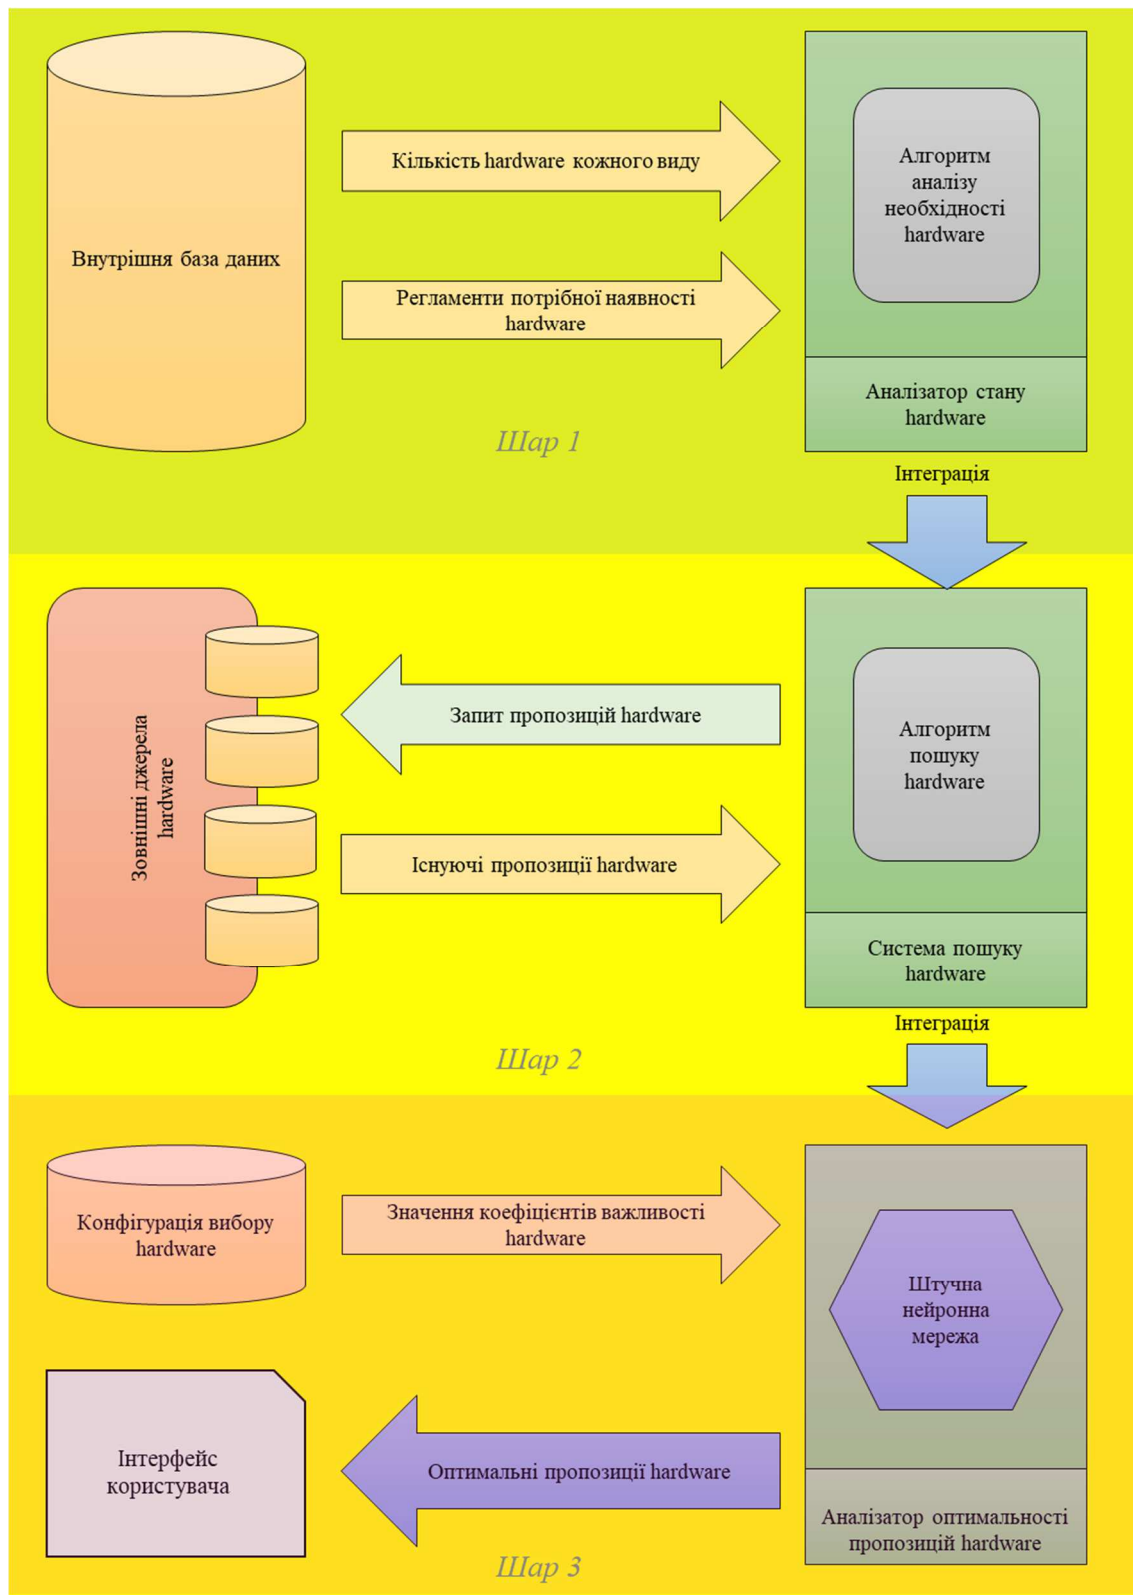 Внутрішня база даних
Кількість hardware кожного виду
Регламенти потрібної наявності
hardware
Алгоритм
аналізу
необхідності
hardware
Аналізатор стану
hardware
Шар 1
Інтеграція
Зовнішні джерела
hardware
Запит пропозицій hardware
Існуючі пропозиції hardware
Алгоритм
пошуку
hardware
Система пошуку
hardware
Шар 2
Інтеграція
Конфігурація вибору
hardware
Значення коефіцієнтів важливості
hardware
Штучна
нейронна
мережа
Інтерфейс
користувача
Оптимальні пропозиції hardware
Аналізатор оптимальності
пропозицій hardware
Шар 3